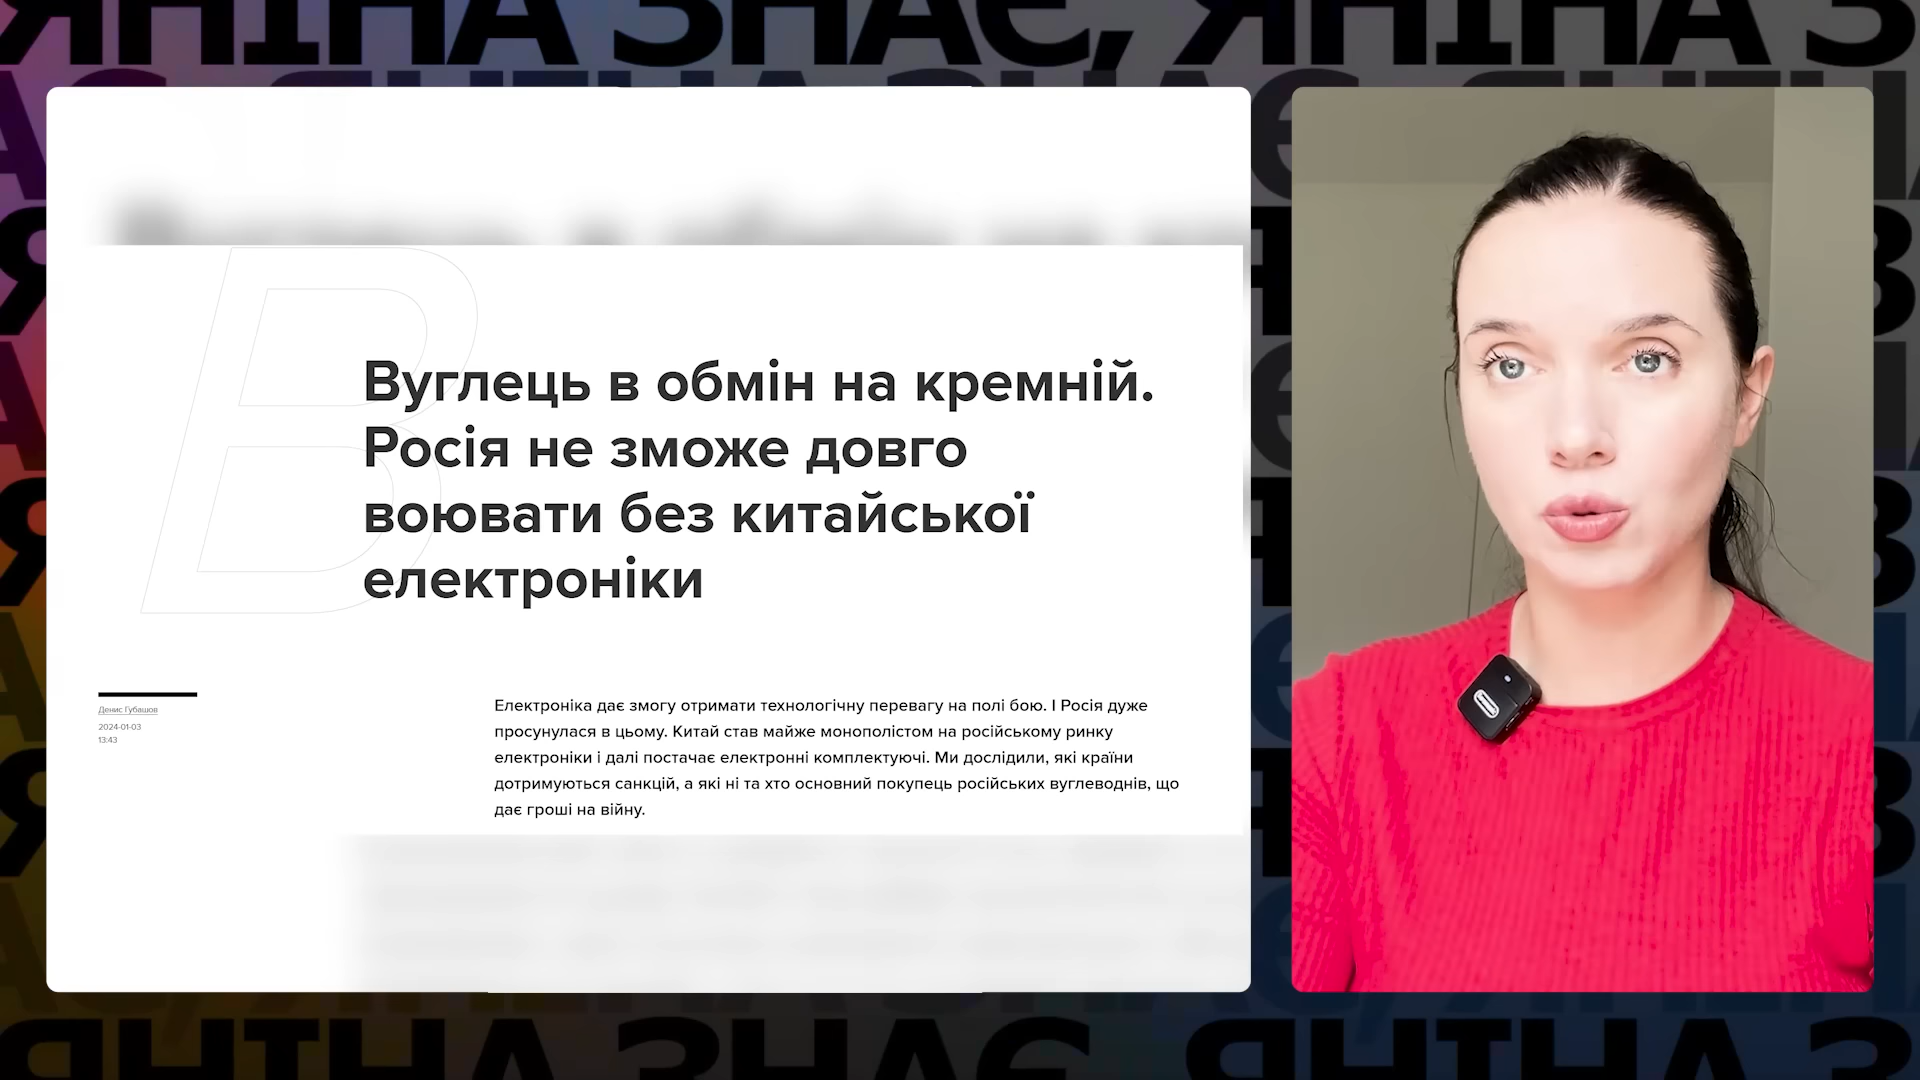 ЯНІНА ЗНАЄ, ЯНІНА З
Вуглець в обмін на кремній.
Росія не зможе довго
воювати без китайської
електроніки
Денис Губашов
2024-01-03
13:43
Електроніка дає змогу отримати технологічну перевагу на полі бою. І Росія дуже
просунулася в цьому. Китай став майже монополістом на російському ринку
електроніки і далі постачає електронні комплектуючі. Ми дослідили, які країни
дотримуються санкцій, а які ні та хто основний покупець російських вуглеводнів, що
дає гроші на війну.
ЯНІНА ЗНАЄ, ЯНІНА З